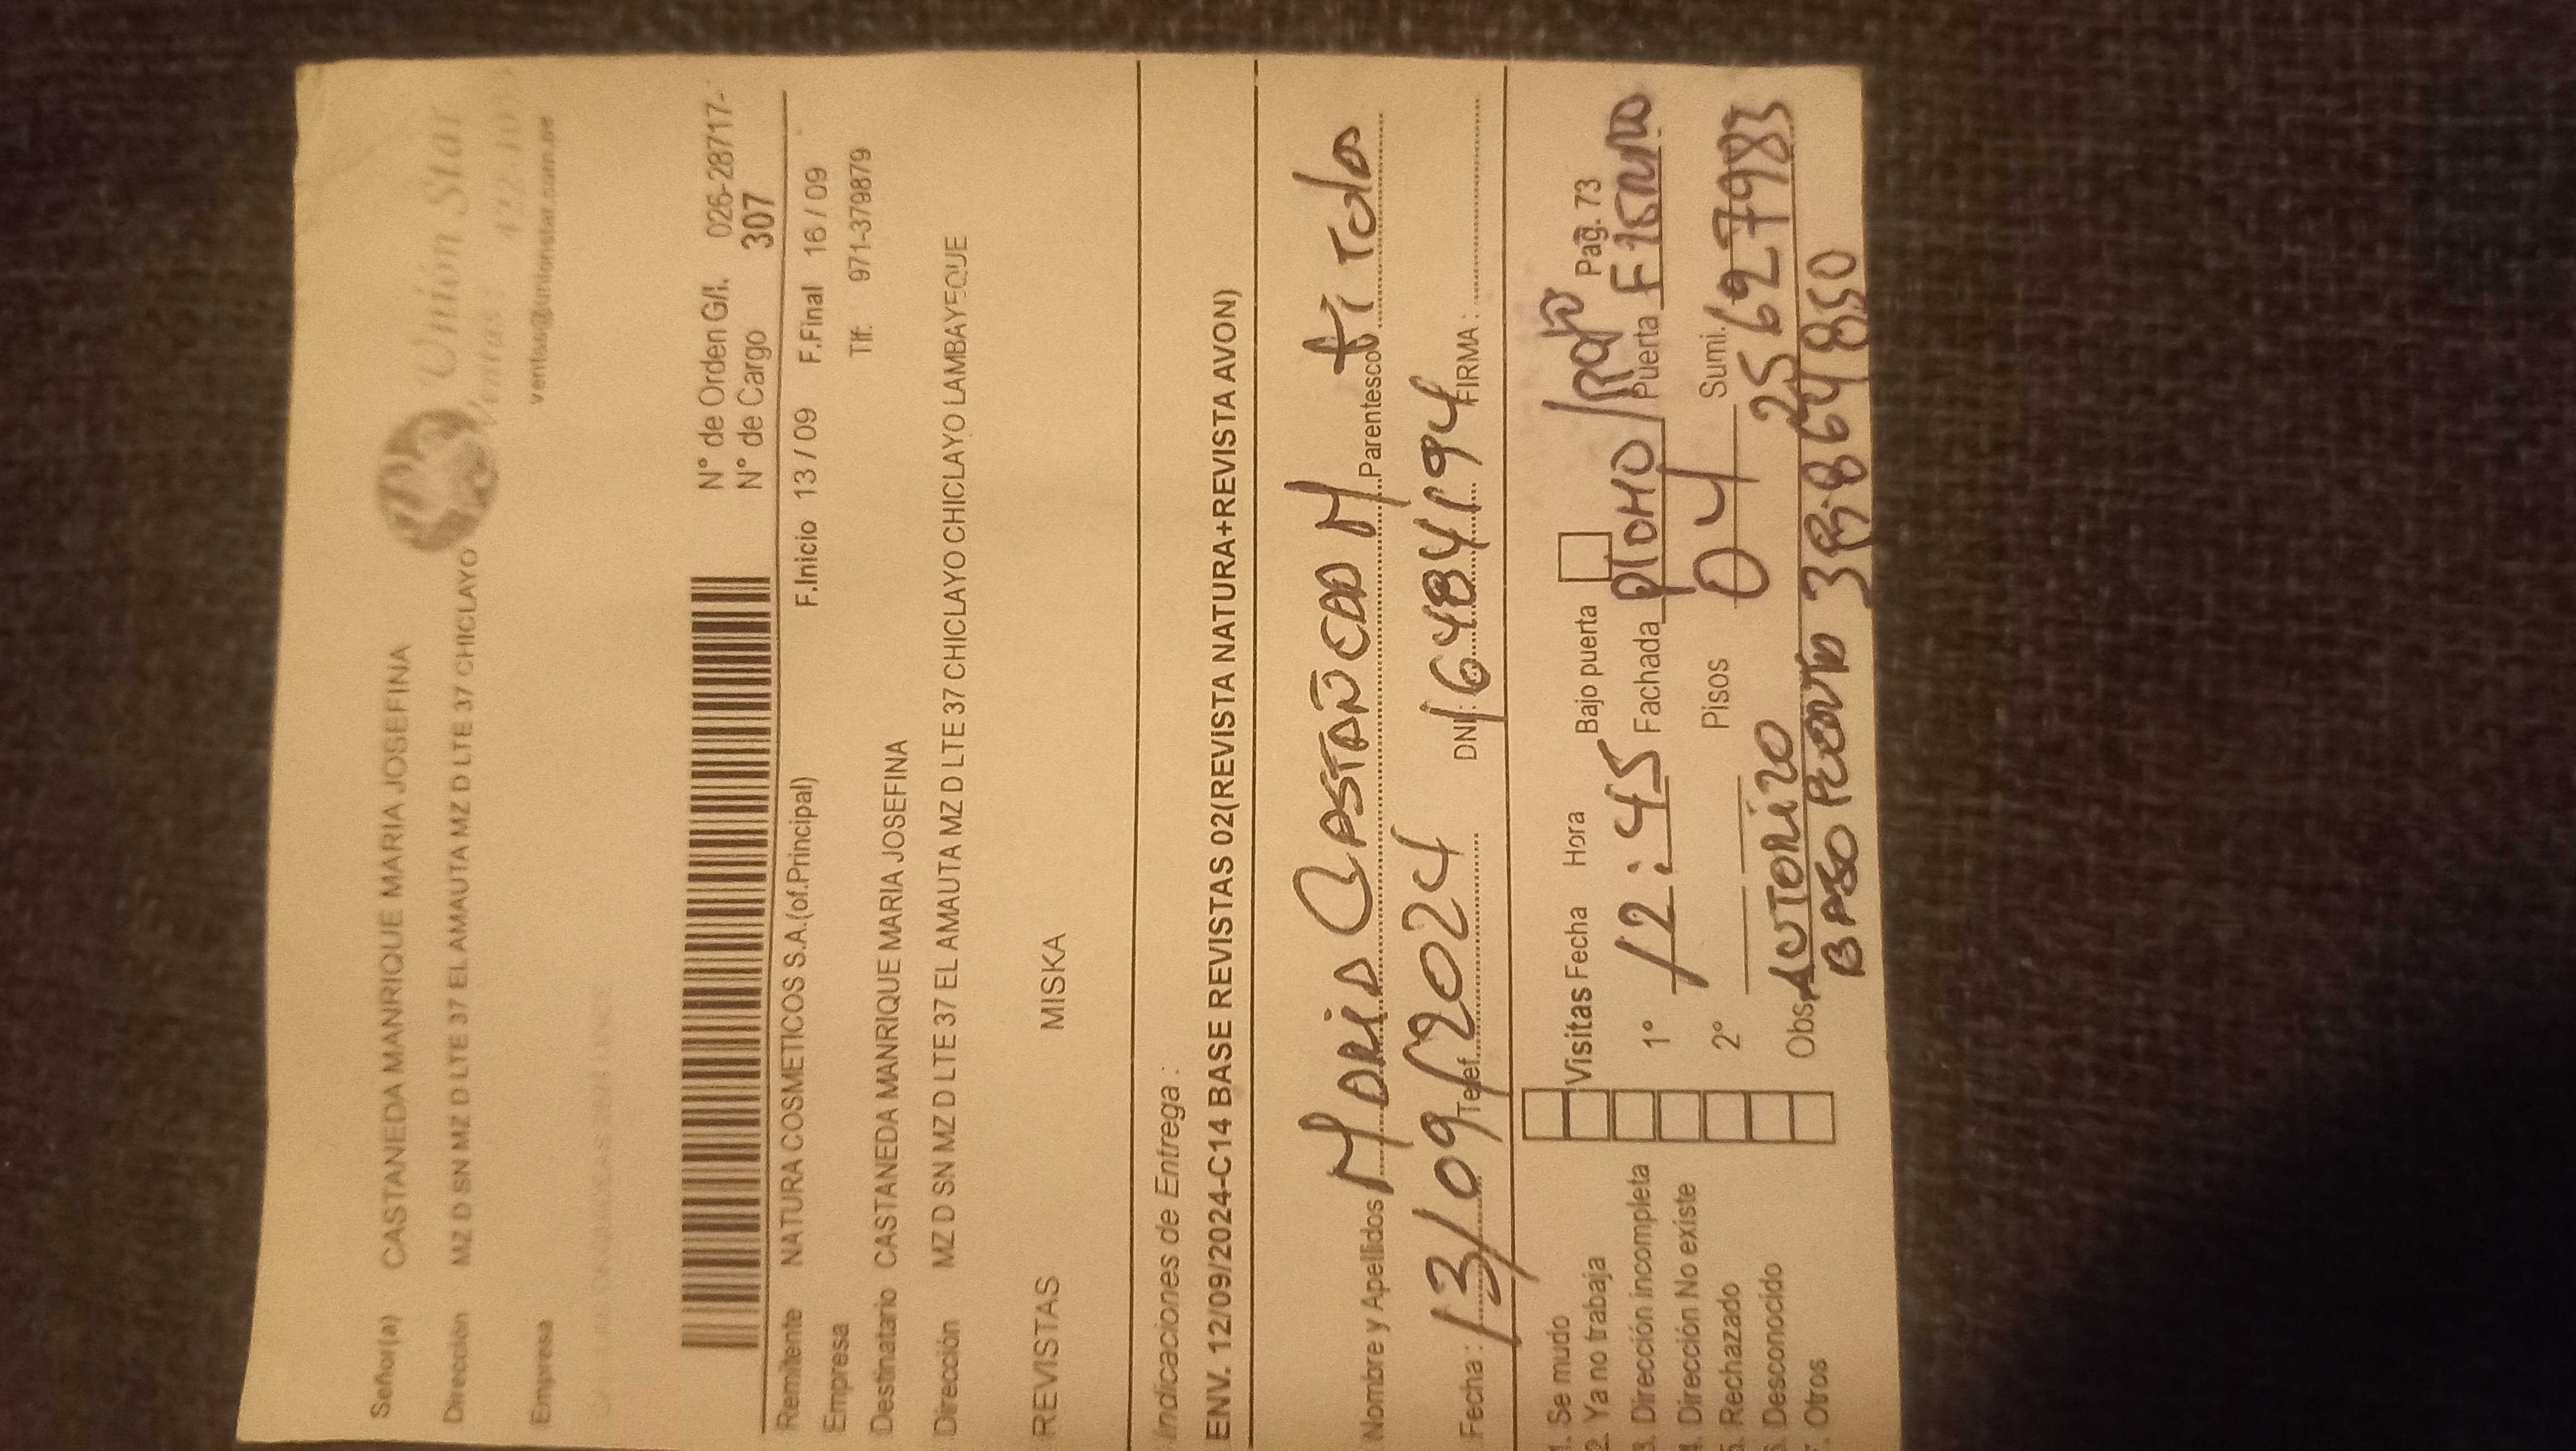 Unión Star
Ventas: 422
ventas@unionstar.com.pe
Señor(a) CASTANEDA MANRIQUE MARIA JOSEFINA
Dirección MZ D SN MZ D LTE 37 EL AMAUTA MZ D LTE 37 CHICLAYO
Empresa
N° de Orden G/I. 026-28717-
N° de Cargo 307
Remitente NATURA COSMETICOS S.A.(of.Principal) F.Inicio 13 / 09 F.Final 16 / 09
Empresa Tlf: 971-379879
Destinatario CASTANEDA MANRIQUE MARIA JOSEFINA
Dirección MZ D SN MZ D LTE 37 EL AMAUTA MZ D LTE 37 CHICLAYO CHICLAYO LAMBAYEQUE
REVISTAS MISKA
Indicaciones de Entrega :
ENV. 12/09/2024-C14 BASE REVISTAS 02(REVISTA NATURA+REVISTA AVON)
Nombre y Apellidos MARIA CASTAÑEDA M Parentesco titular
Fecha : 13/09/2024 Telef. DNI: 16484194 FIRMA :
1. Se mudo
2. Ya no trabaja
3. Dirección incompleta
4. Dirección No existe
5. Rechazado
6. Desconocido
7. Otros
Visitas Fecha Hora Bajo puerta Pag. 73
1° 12:45 Fachada PLOMO/ROJO Puerta FIERRO
2° Pisos 04 Sumi. 25627983
Obs. AUTORIZO
BAJO PUERTA